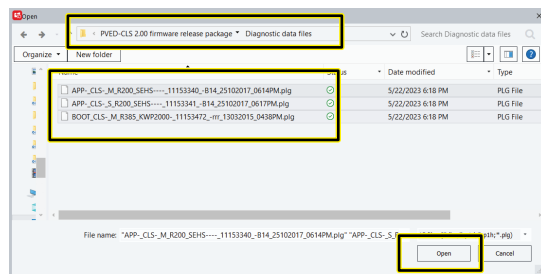 Open
PVED-CLS 2.00 firmware release package Diagnostic data files
Search Diagnostic data files
Organize New folder
Name Status Date modified Type
APP-_CLS-_M_R200_SEHS----_11153340_-B14_25102017_0614PM.plg 5/22/2023 6:18 PM PLG File
APP-_CLS-_S_R200_SEHS----_11153341_-B14_25102017_0617PM.plg 5/22/2023 6:18 PM PLG File
BOOT_CLS-_M_R385_KWP2000-_11153472_-rrr_13032015_0438PM.plg 5/22/2023 6:18 PM PLG File
File name: "APP-_CLS-_M_R200_SEHS----_11153340_-B14_25102017_0614PM.plg" "APP-_CLS-_S_R
Open Cancel